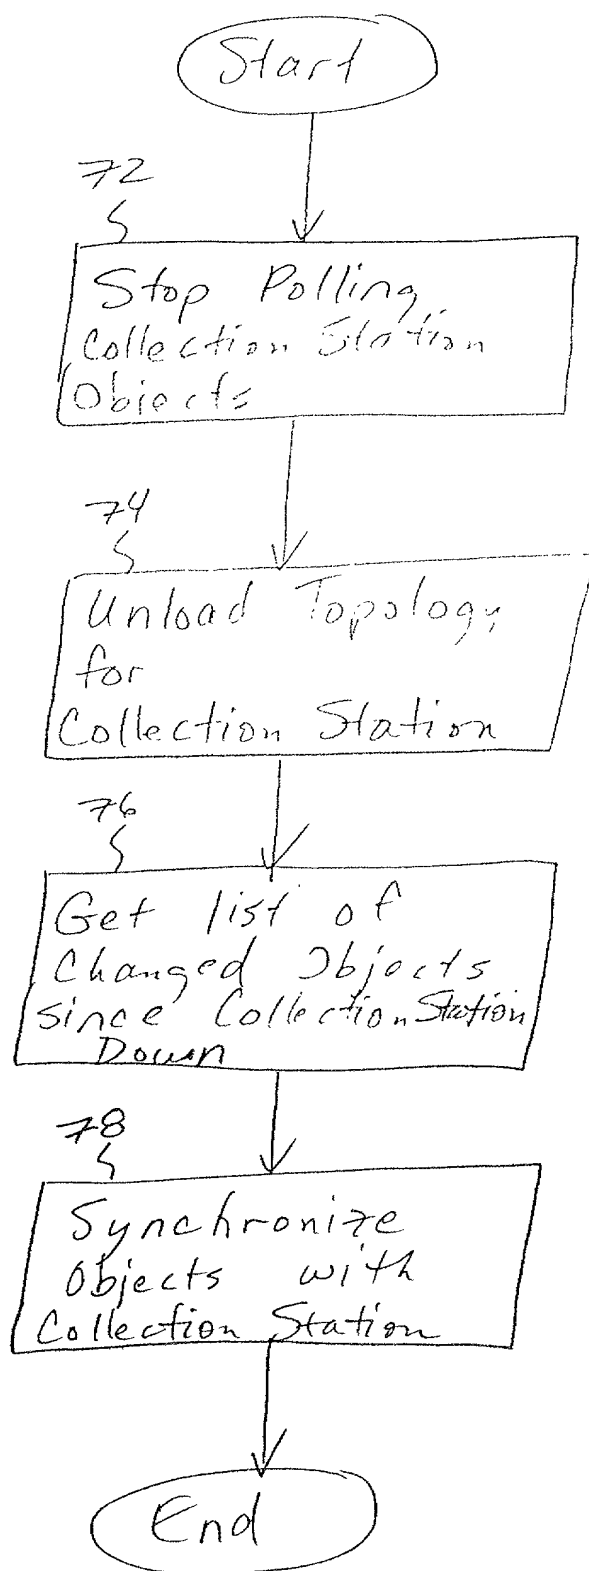 Start
72
Stop Polling
Collection Station
Objects
74
Unload Topology
for
Collection Station
76
Get list of
Changed Objects
since Collection Station
Down
78
Synchronize
Objects with
Collection Station
End